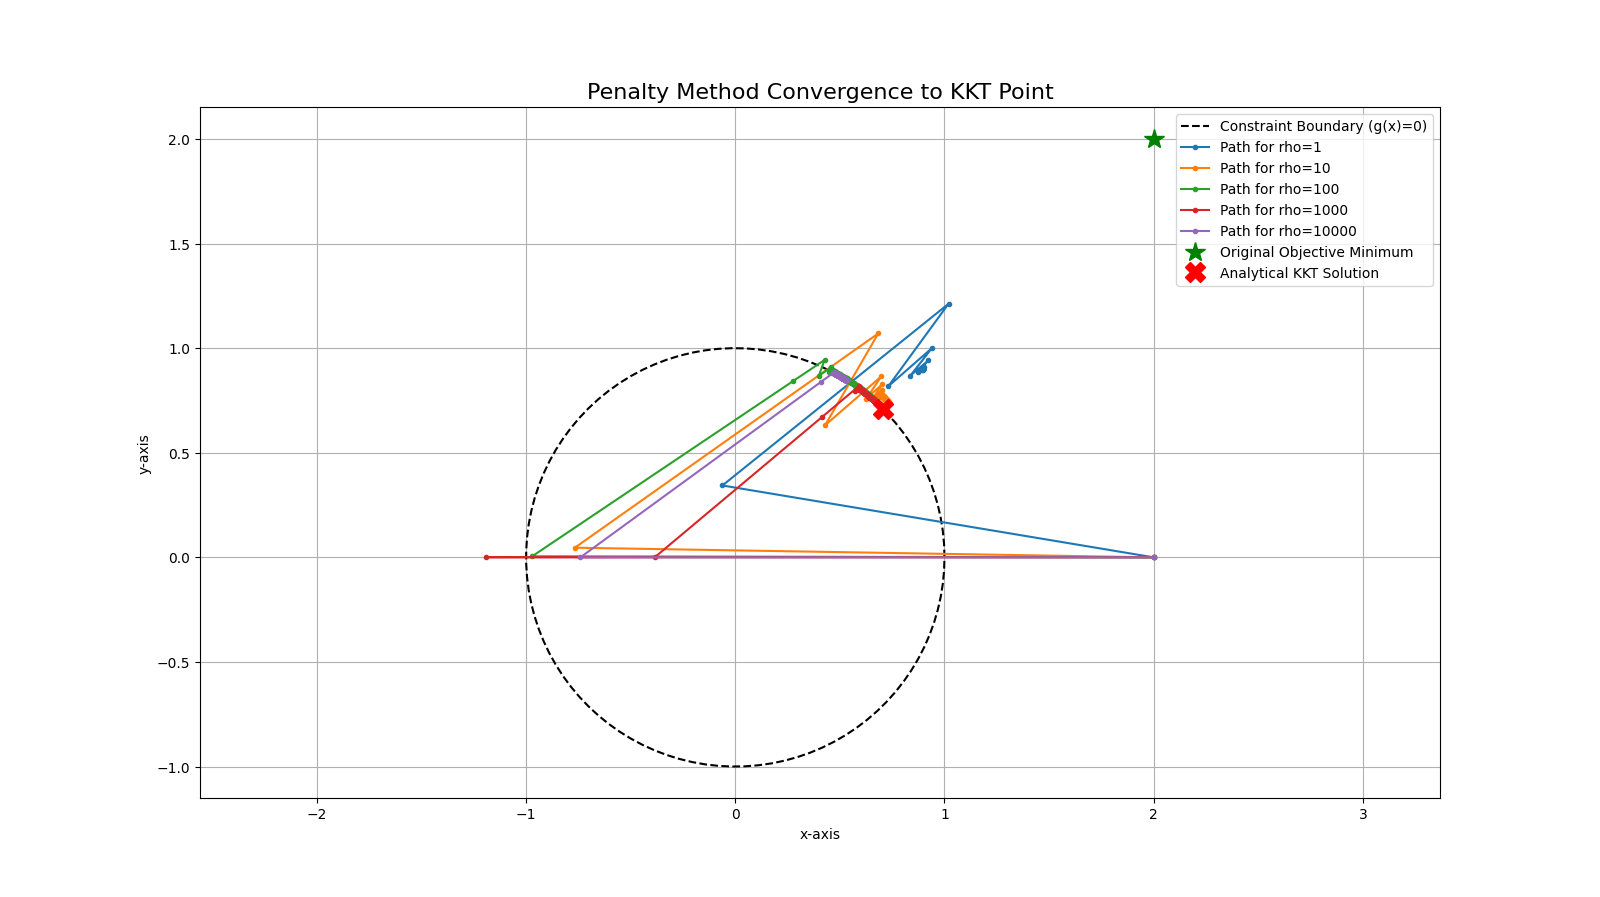 Penalty Method Convergence to KKT Point
Constraint Boundary (g(x)=0)
Path for rho=1
Path for rho=10
Path for rho=100
Path for rho=1000
Path for rho=10000
Original Objective Minimum
Analytical KKT Solution
y-axis
2.0
1.5
1.0
0.5
0.0
−0.5
−1.0
−2
−1
0
1
2
3
x-axis